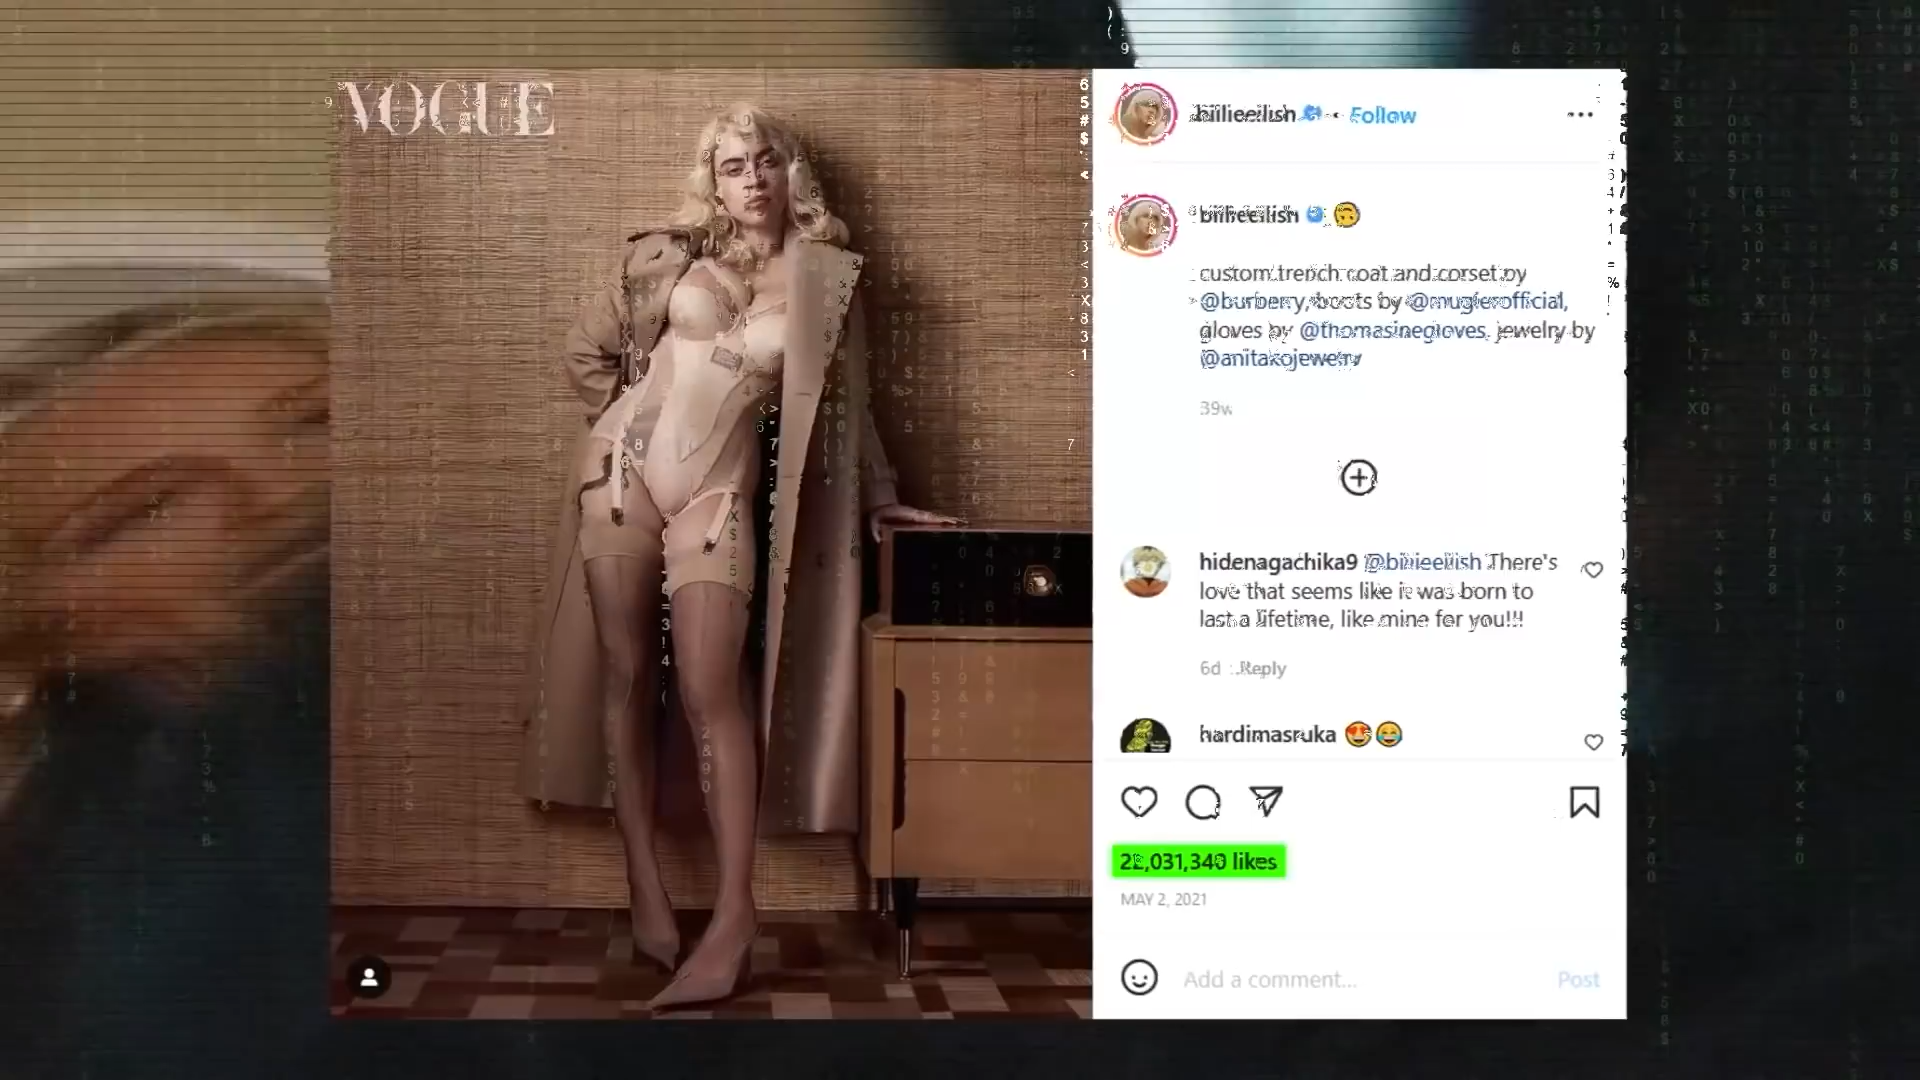 VOGUE
billieeilish • Follow
billieeilish 🙃
custom trench coat and corset by
@burberry, boots by @muglerofficial,
gloves by @thomasinegloves. jewelry by
@anitakojewelry
39w
hidenagachika9 @billieeilish There's
love that seems like it was born to
last a lifetime, like mine for you!!!
6d Reply
hardimasruka 😍😂
likes
MAY 2, 2021
Add a comment... Post